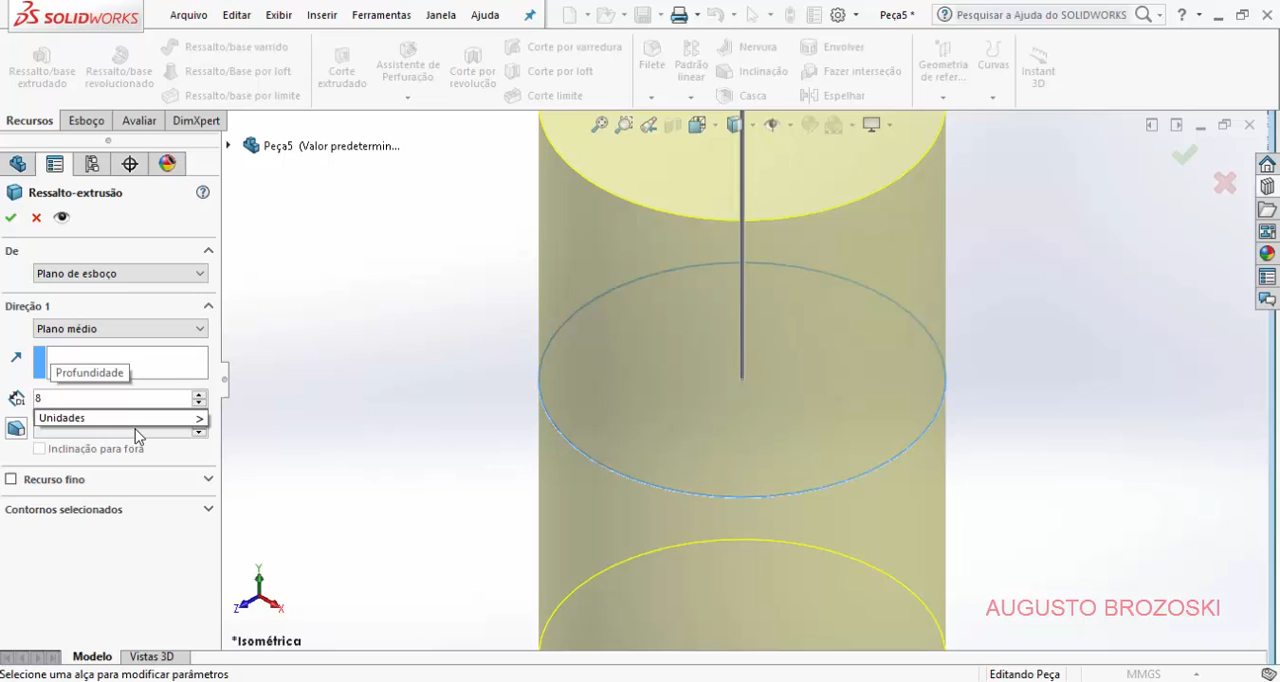 SOLIDWORKS
Arquivo Editar Exibir Inserir Ferramentas Janela Ajuda
Peça5 *
Pesquisar a Ajuda do SOLIDWORKS
Ressalto/base extrudado
Ressalto/base revolucionado
Ressalto/base varrido
Ressalto/Base por loft
Ressalto/base por limite
Corte extrudado
Assistente de Perfuração
Corte por revolução
Corte por varredura
Corte por loft
Corte limite
Filete
Padrão linear
Nervura
Inclinação
Casca
Envolver
Fazer interseção
Espelhar
Geometria de refer...
Curvas
Instant 3D
Recursos Esboço Avaliar DimXpert
Peça5 (Valor predetermin...
Ressalto-extrusão
De
Plano de esboço
Direção 1
Plano médio
Profundidade
8
Unidades >
Inclinação para fora
Recurso fino
Contornos selecionados
Y
Z
X
*Isométrica
AUGUSTO BROZOSKI
Modelo Vistas 3D
Selecione uma alça para modificar parâmetros
Editando Peça
MMGS